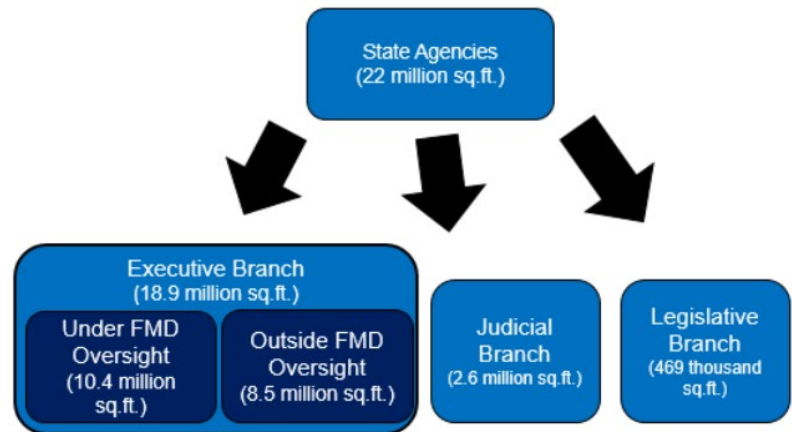 State Agencies
(22 million sq.ft.)
Executive Branch
(18.9 million sq.ft.)
Under FMD
Oversight
(10.4 million
sq.ft.)
Outside FMD
Oversight
(8.5 million sq.ft.)
Judicial
Branch
(2.6 million sq.ft.)
Legislative
Branch
(469 thousand
sq.ft.)